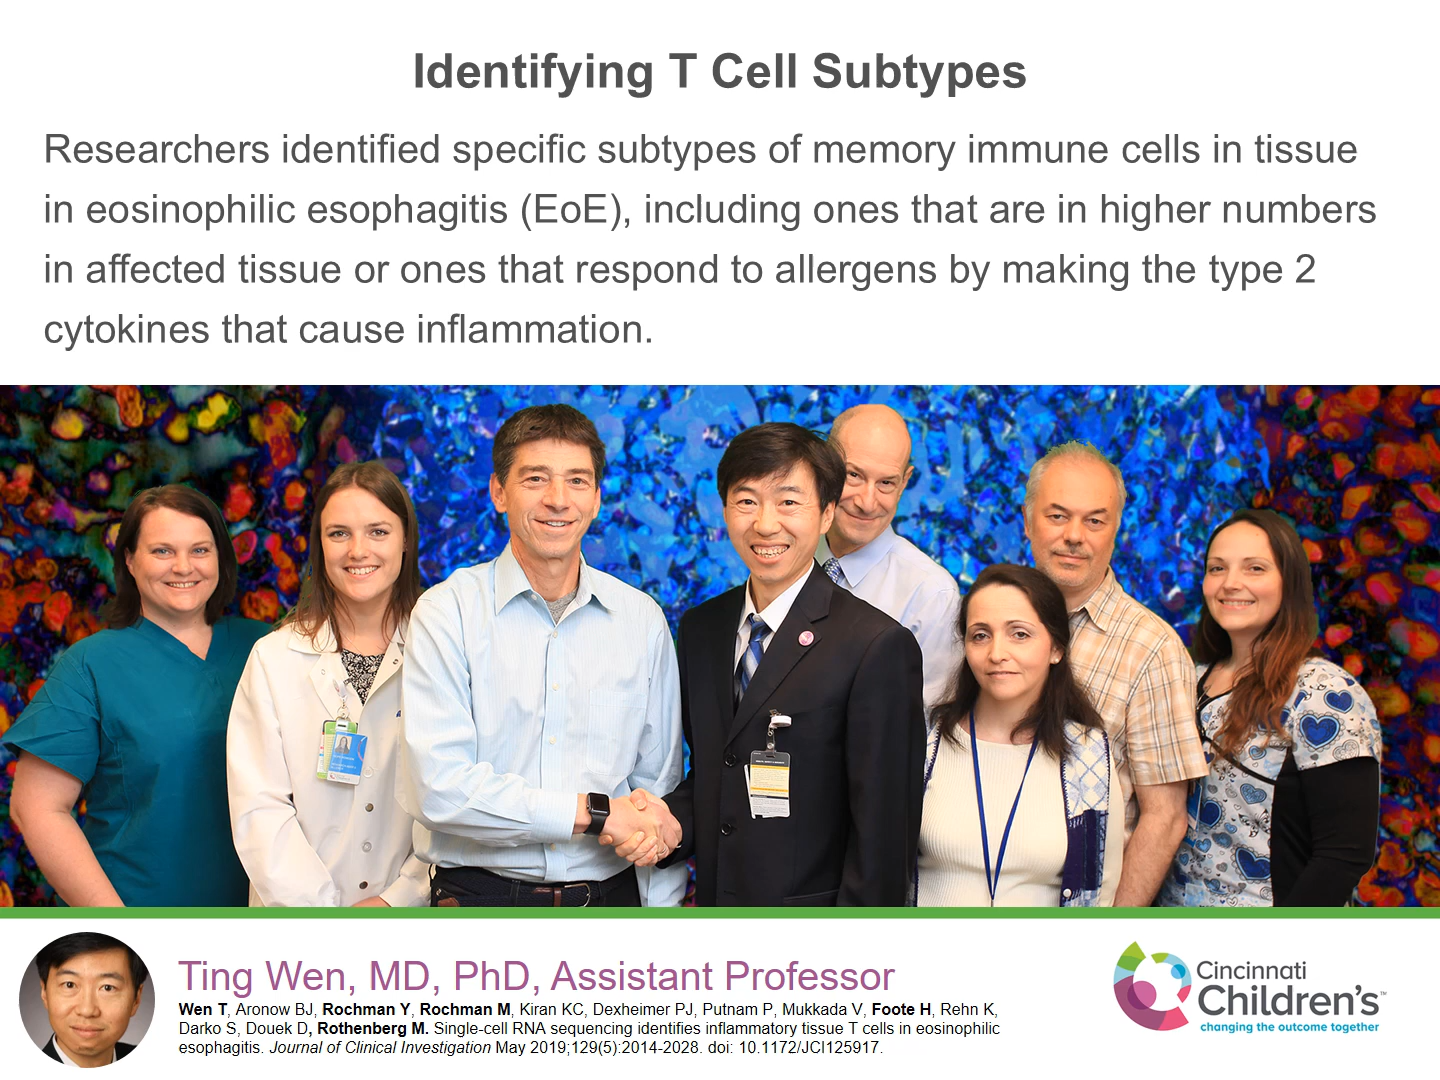 Identifying T Cell Subtypes
Researchers identified specific subtypes of memory immune cells in tissue
in eosinophilic esophagitis (EoE), including ones that are in higher numbers
in affected tissue or ones that respond to allergens by making the type 2
cytokines that cause inflammation.
Ting Wen, MD, PhD, Assistant Professor
Wen T, Aronow BJ, Rochman Y, Rochman M, Kiran KC, Dexheimer PJ, Putnam P, Mukkada V, Foote H, Rehn K,
Darko S, Douek D, Rothenberg M. Single-cell RNA sequencing identifies inflammatory tissue T cells in eosinophilic
esophagitis. Journal of Clinical Investigation May 2019;129(5):2014-2028. doi: 10.1172/JCI125917.
Cincinnati
Children's™
changing the outcome together